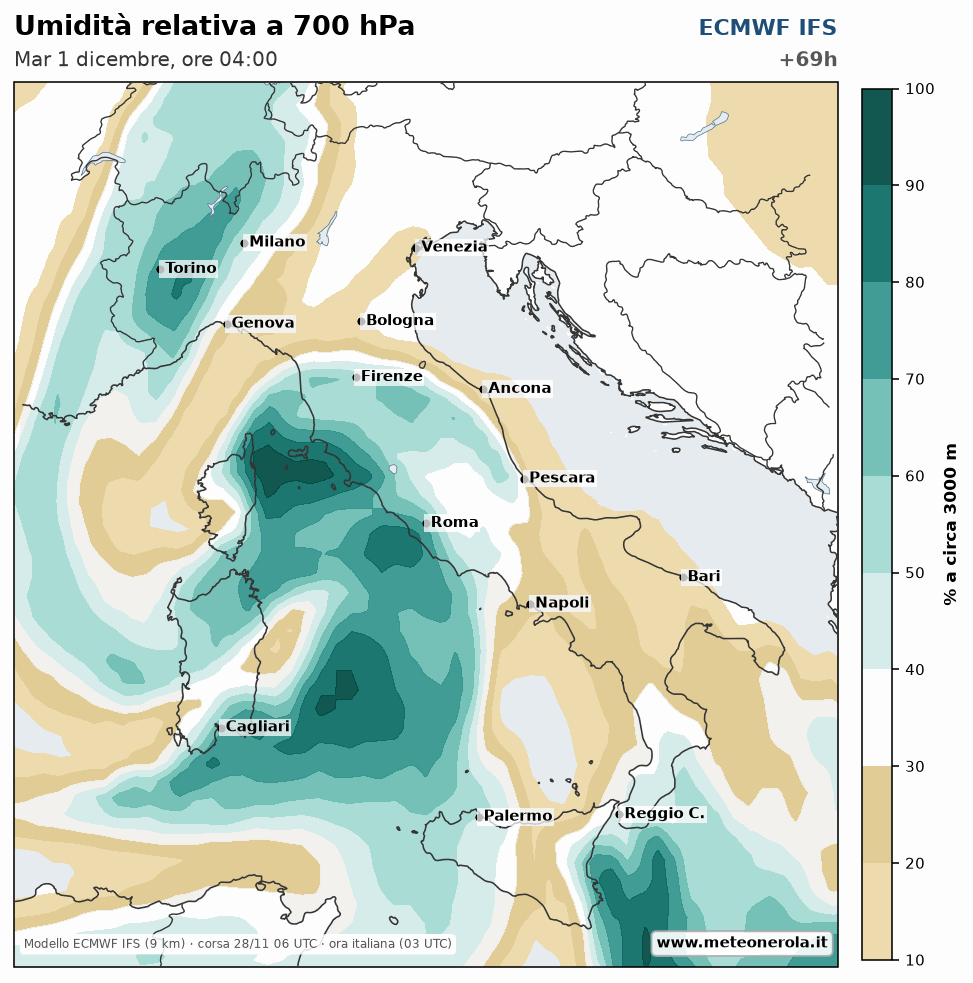 Umidità relativa a 700 hPa
ECMWF IFS
Mar 1 dicembre, ore 04:00
+69h
100
90
80
70
60
50
40
30
20
10
% a circa 3000 m
Venezia
Milano
Torino
Bologna
Genova
Firenze
Ancona
Pescara
Roma
Bari
Napoli
Cagliari
Reggio C.
Palermo
Modello ECMWF IFS (9 km) · corsa 28/11 06 UTC · ora italiana (03 UTC)
www.meteonerola.it